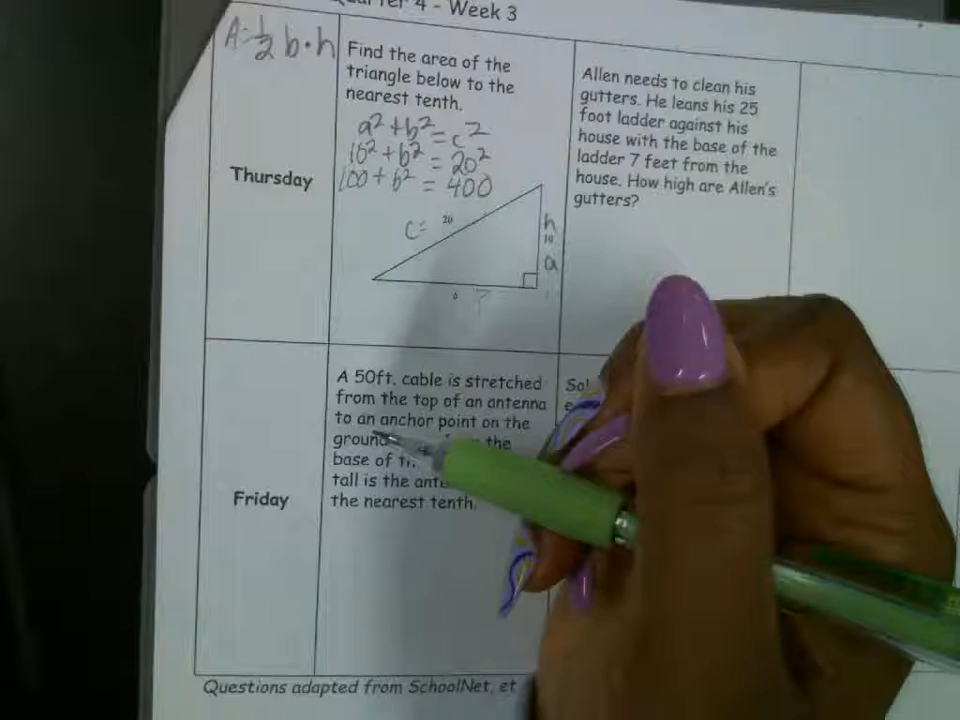 Quarter 4 - Week 3
A = 1/2 b · h
Thursday
Find the area of the
triangle below to the
nearest tenth.
a² + b² = c²
10² + b² = 20²
100 + b² = 400
c =
20
h
10
a
?
Allen needs to clean his
gutters. He leans his 25
foot ladder against his
house with the base of the
ladder 7 feet from the
house. How high are Allen's
gutters?
Friday
A 50ft. cable is stretched
from the top of an antenna
to an anchor point on the
ground the
base of
tall is the
the nearest tenth.
Questions adapted from SchoolNet, et